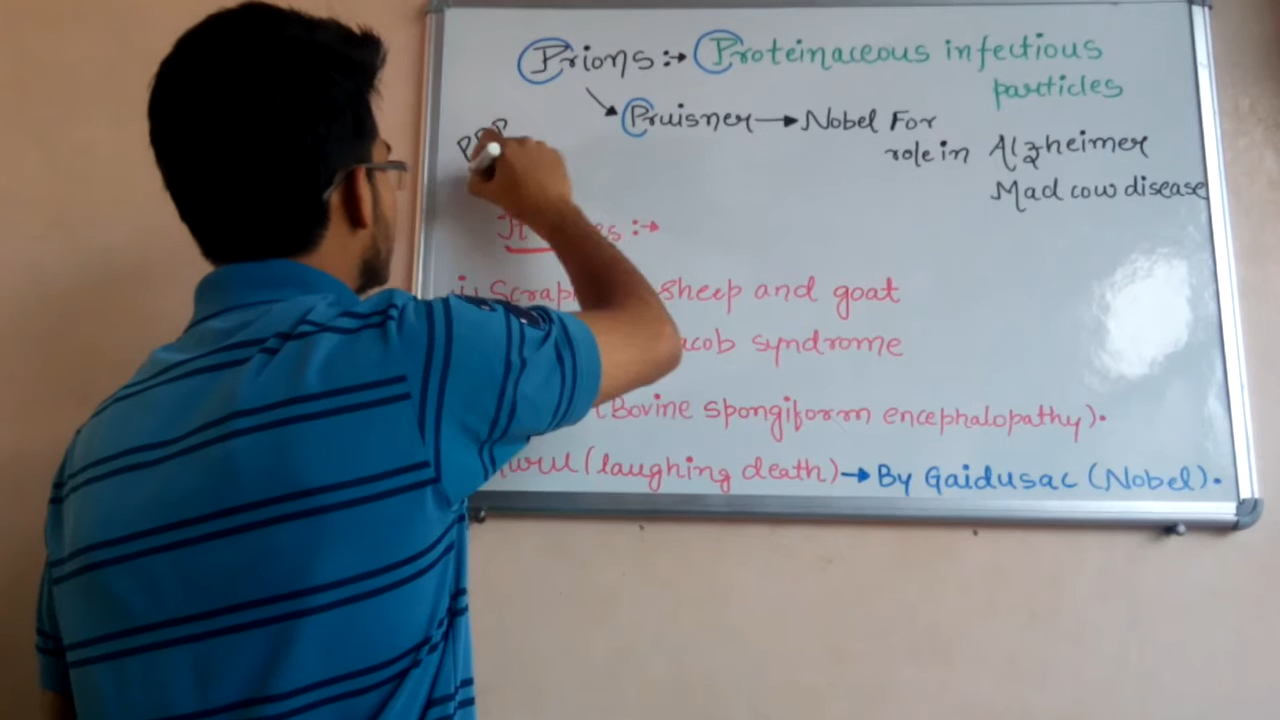 Prions :→ Proteinaceous infectious
particles
Pruisner → Nobel For
role in Alzheimer
Mad cow disease
PPP
:→
i) sheep and goat
syndrome
(Bovine spongiform encephalopathy).
(laughing death) → By Gaidusac (Nobel).